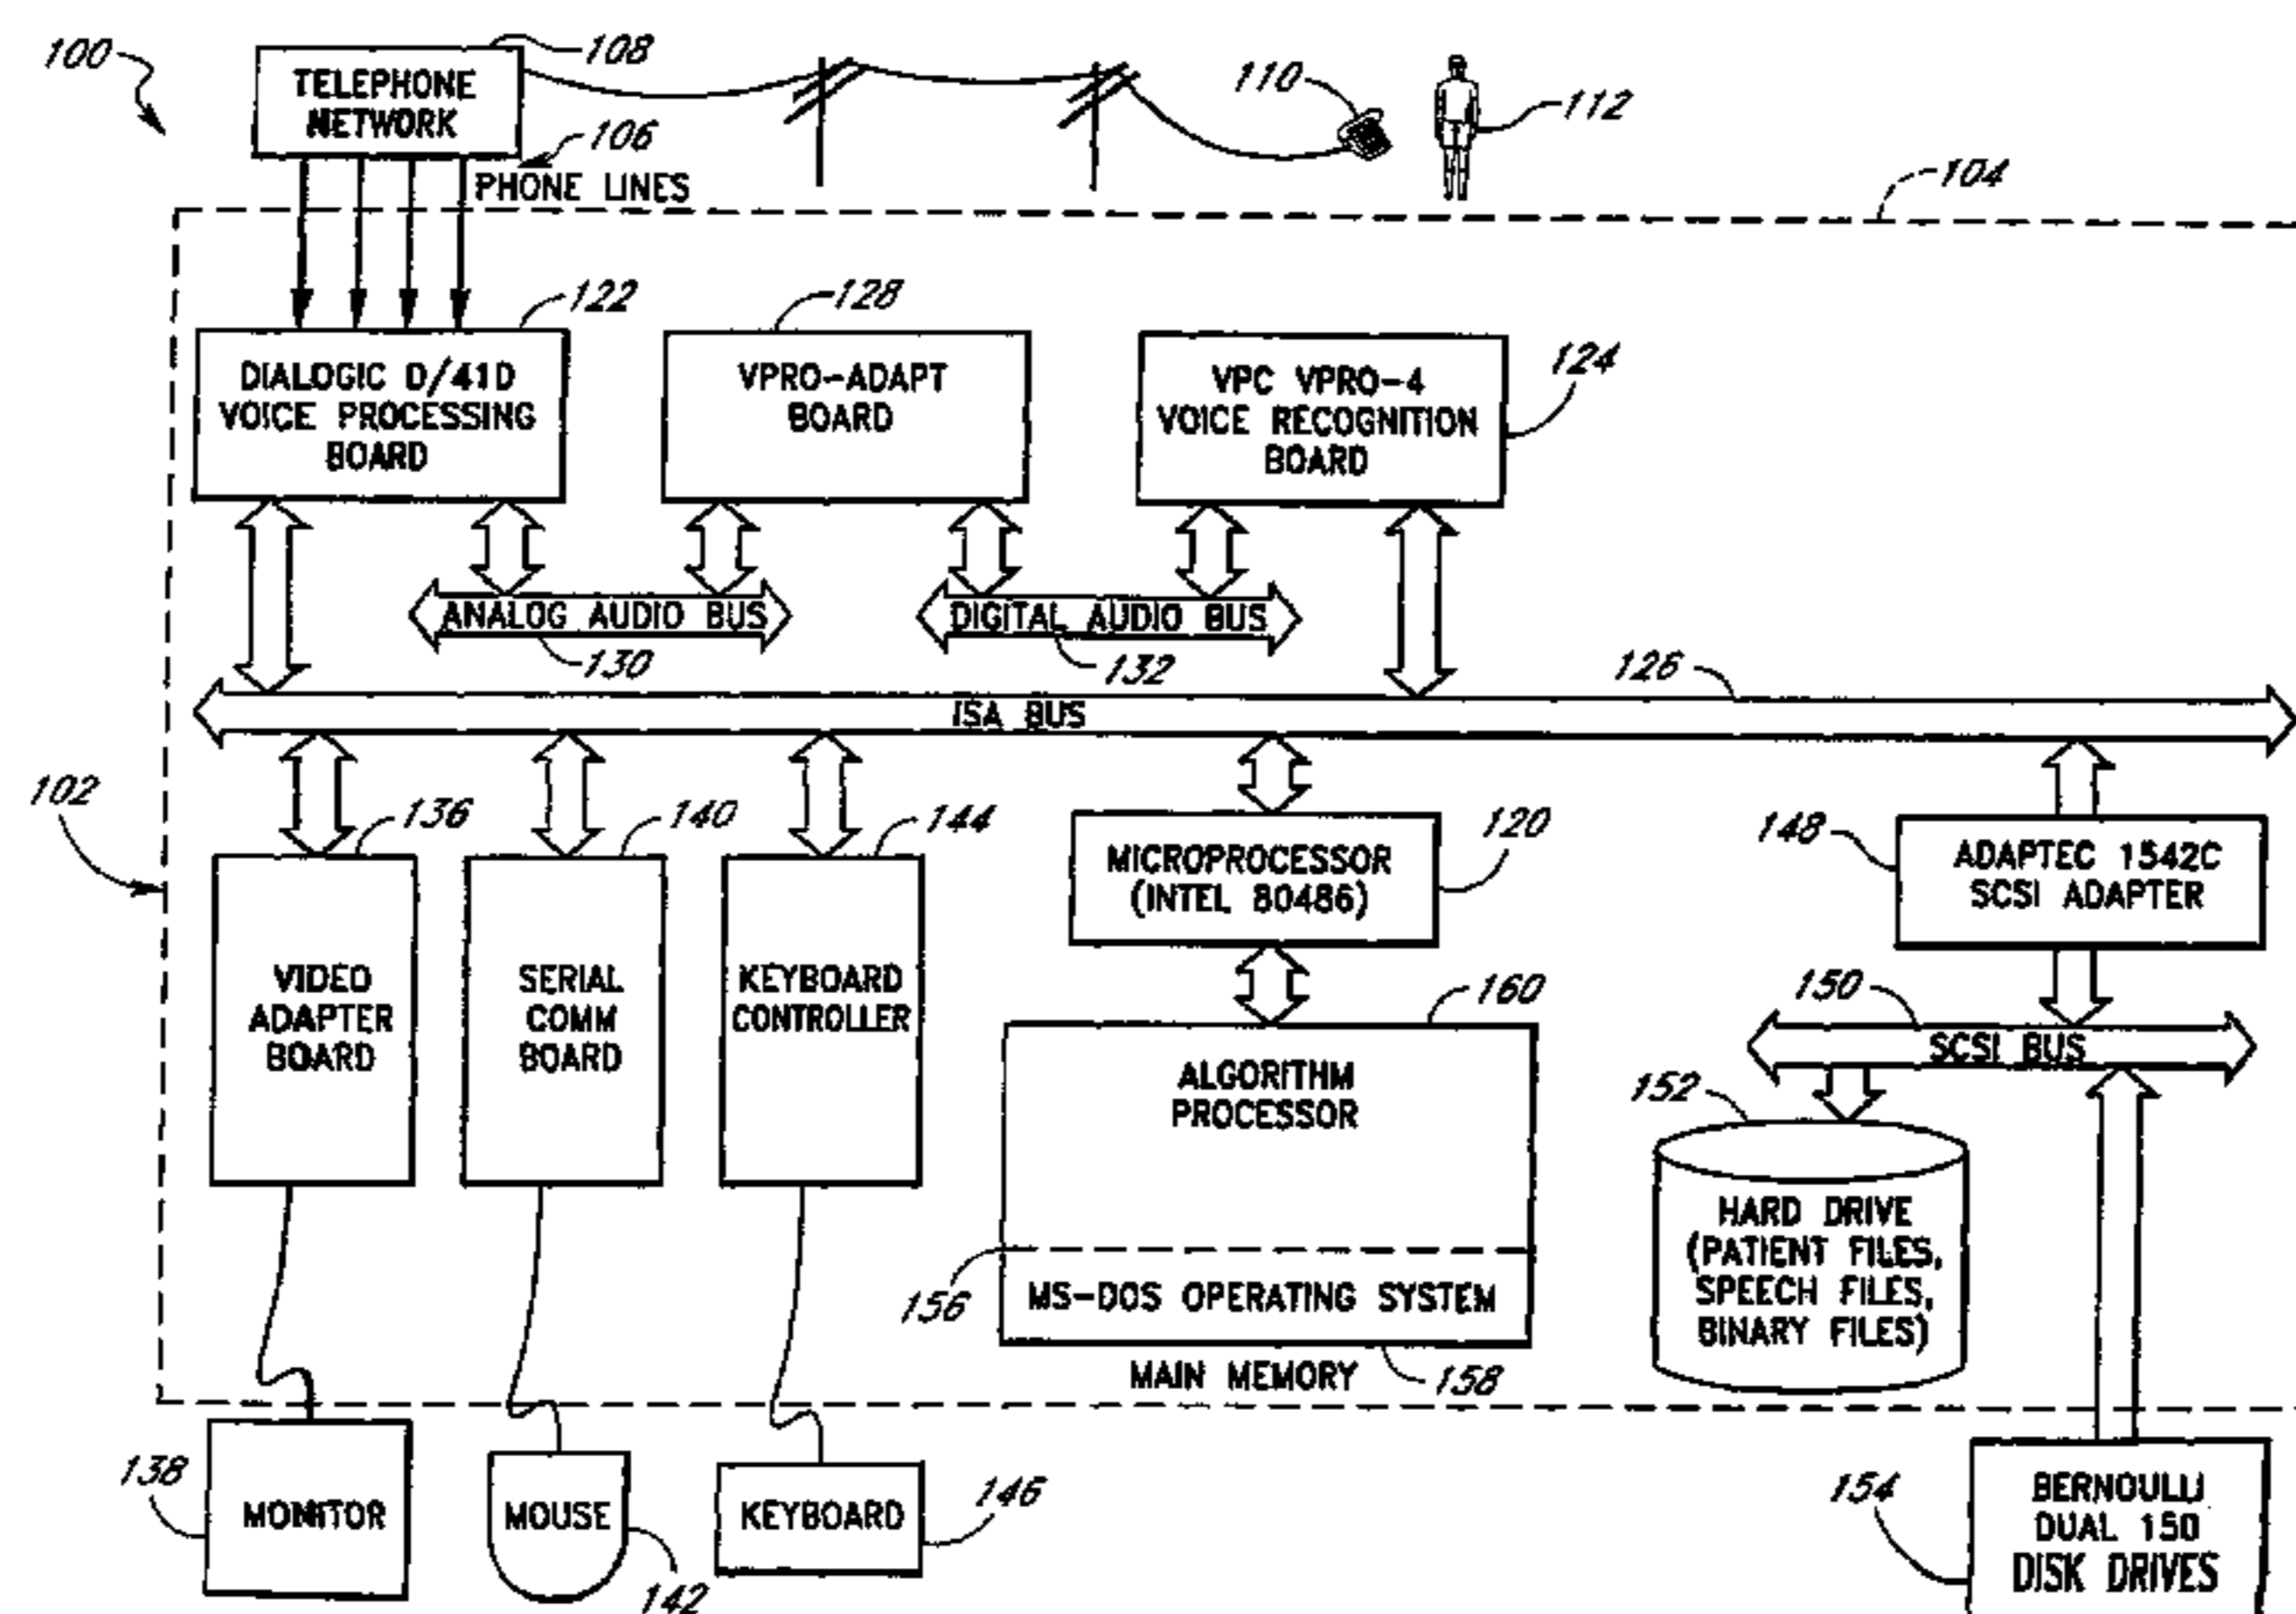 100
108
TELEPHONE
NETWORK
106
PHONE LINES
110
112
104
122
DIALOGIC D/41D
VOICE PROCESSING
BOARD
128
VPRO-ADAPT
BOARD
124
VPC VPRO-4
VOICE RECOGNITION
BOARD
ANALOG AUDIO BUS
130
DIGITAL AUDIO BUS
132
126
ISA BUS
102
136
VIDEO
ADAPTER
BOARD
140
SERIAL
COMM
BOARD
144
KEYBOARD
CONTROLLER
120
MICROPROCESSOR
(INTEL 80486)
148
ADAPTEC 1542C
SCSI ADAPTER
160
ALGORITHM
PROCESSOR
150
SCSI BUS
152
HARD DRIVE
(PATIENT FILES,
SPEECH FILES,
BINARY FILES)
156
MS-DOS OPERATING SYSTEM
MAIN MEMORY
158
138
MONITOR
MOUSE
142
KEYBOARD
146
154
BERNOULLI
DUAL 150
DISK DRIVES